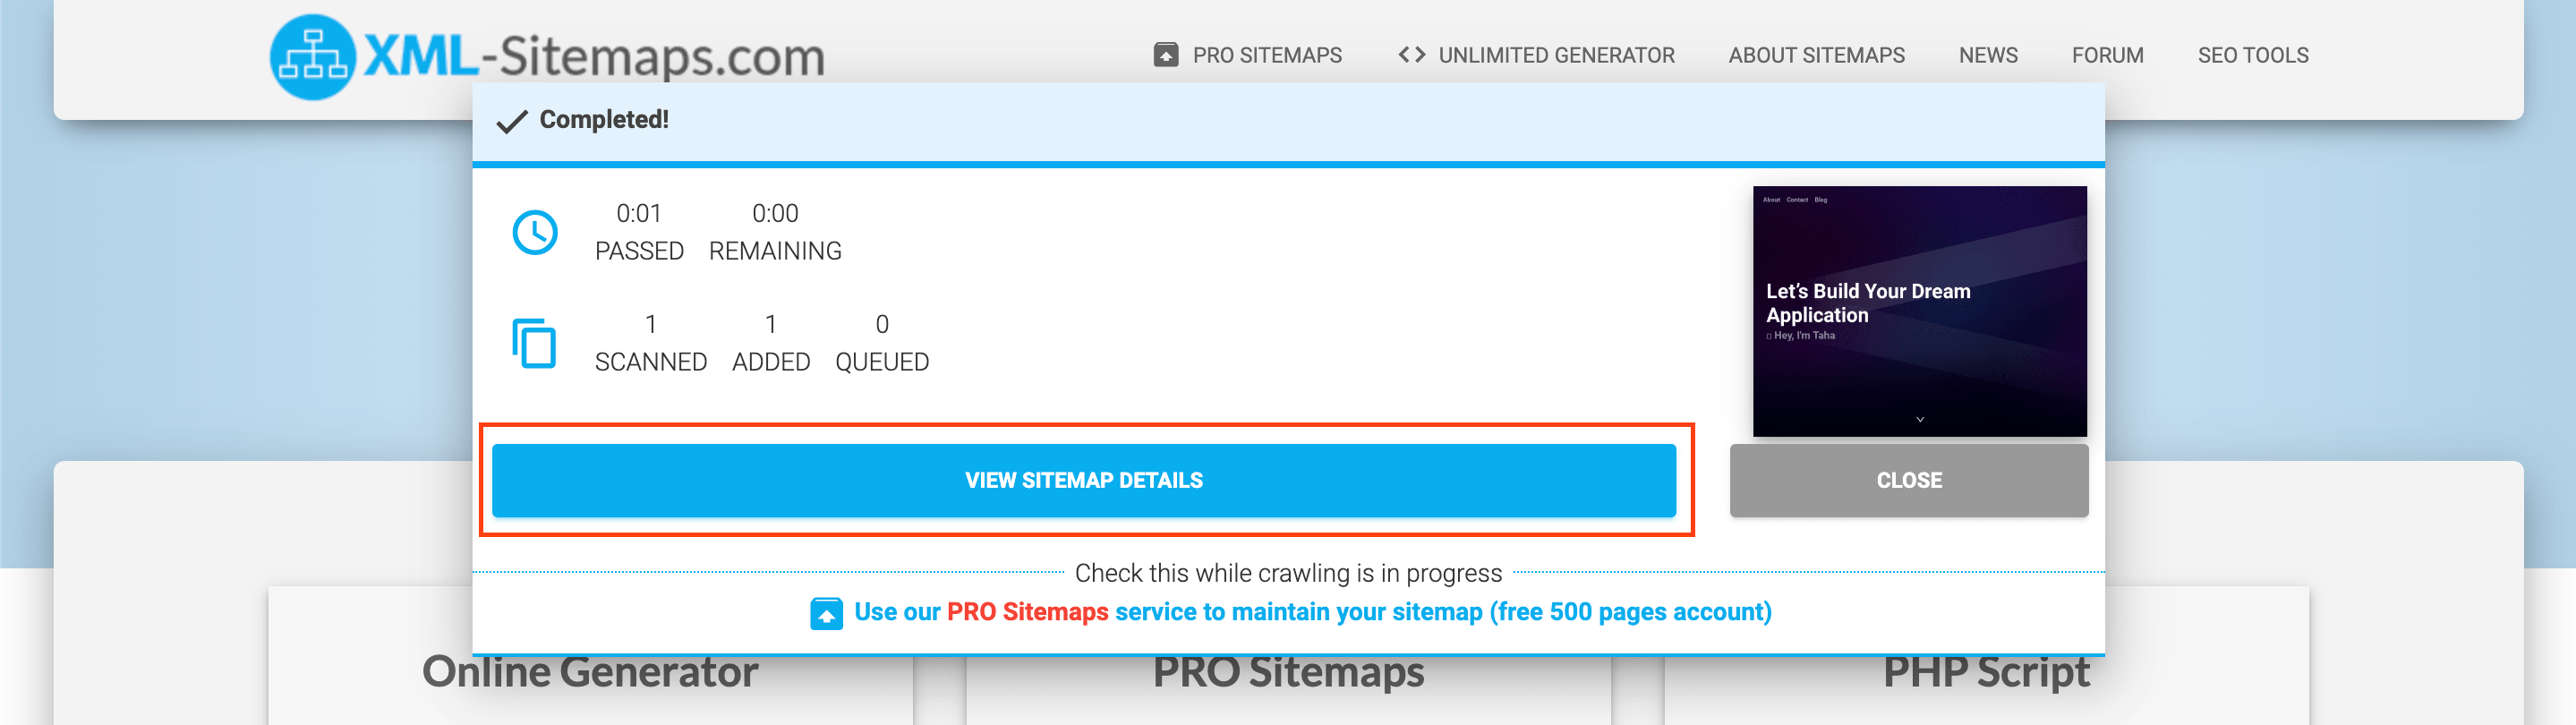 XML-Sitemaps.com
PRO SITEMAPS
UNLIMITED GENERATOR
ABOUT SITEMAPS
NEWS
FORUM
SEO TOOLS
Completed!
0:01 0:00
PASSED REMAINING
About Contact Blog
Let's Build Your Dream
Application
Hey, I'm Taha
1 1 0
SCANNED ADDED QUEUED
VIEW SITEMAP DETAILS
CLOSE
Check this while crawling is in progress
Use our PRO Sitemaps service to maintain your sitemap (free 500 pages account)
Online Generator
PRO Sitemaps
PHP Script